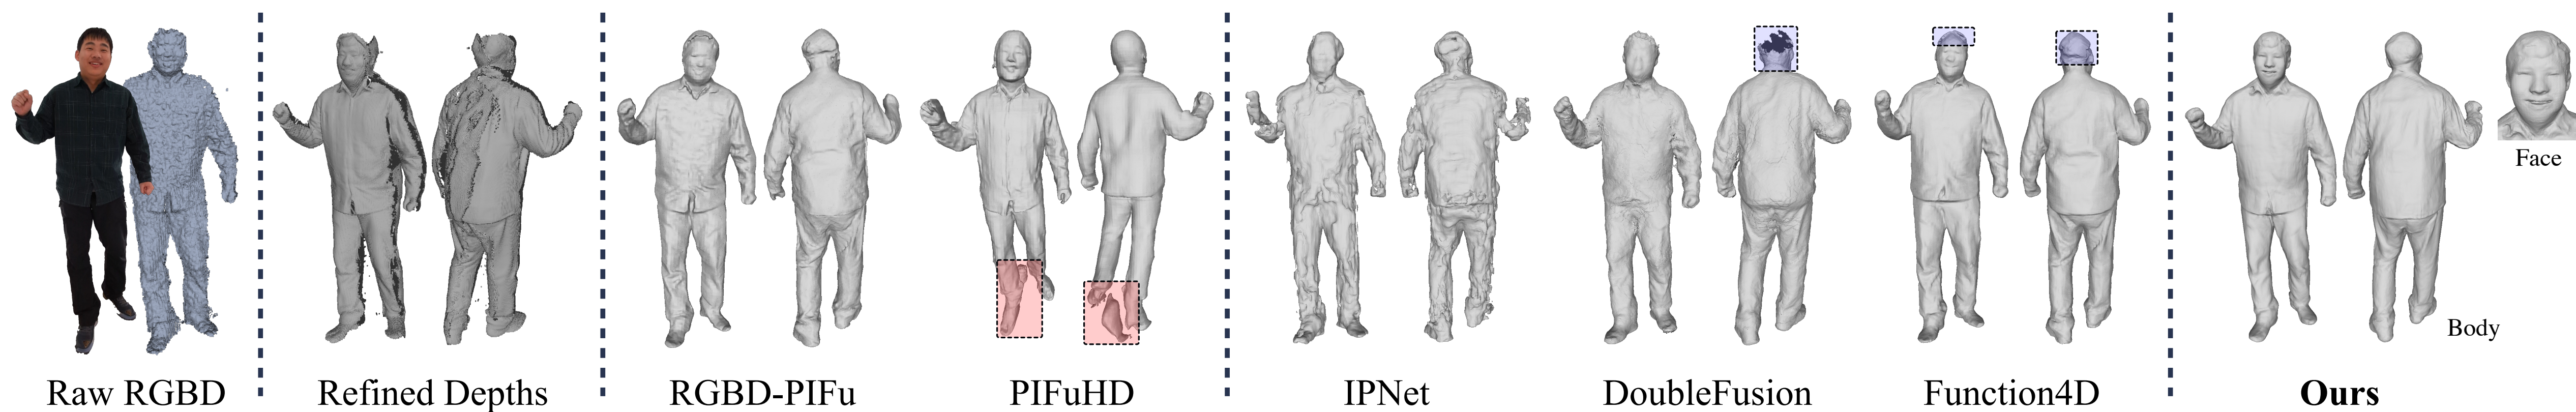 Face
Body
Raw RGBD
Refined Depths
RGBD-PIFu
PIFuHD
IPNet
DoubleFusion
Function4D
Ours